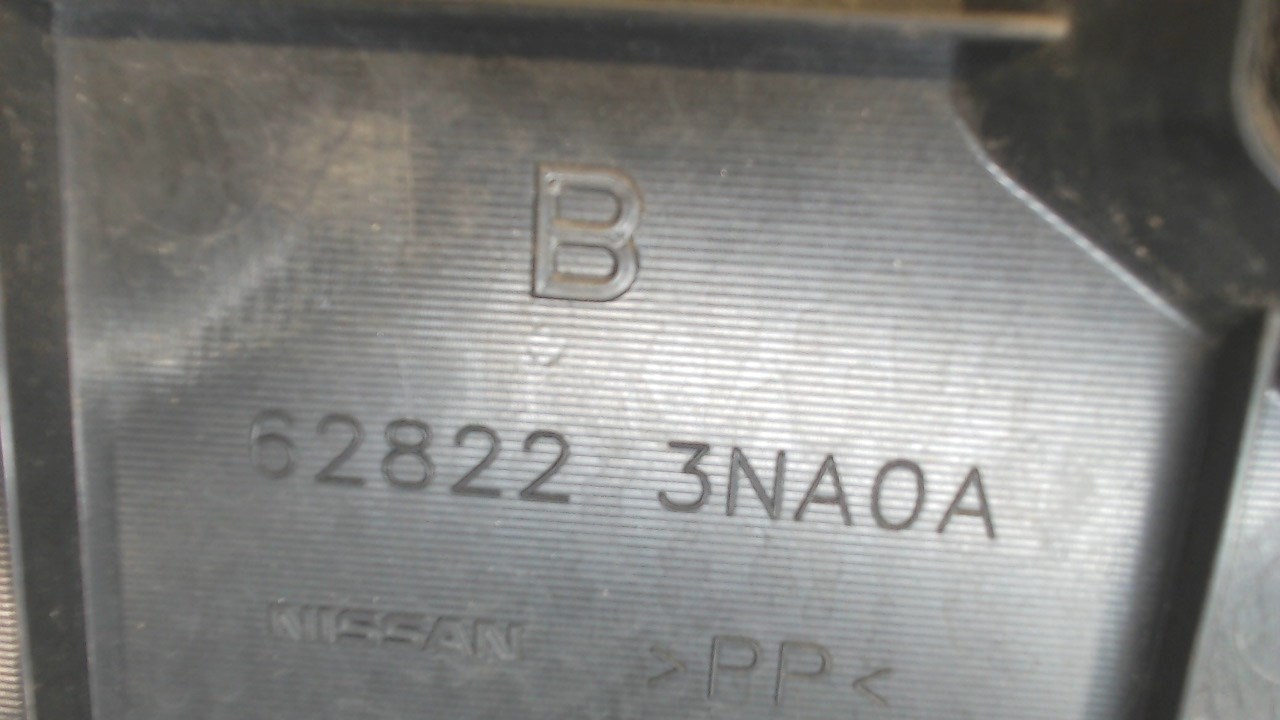 B
62822 3NA0A
NISSAN
>PP<